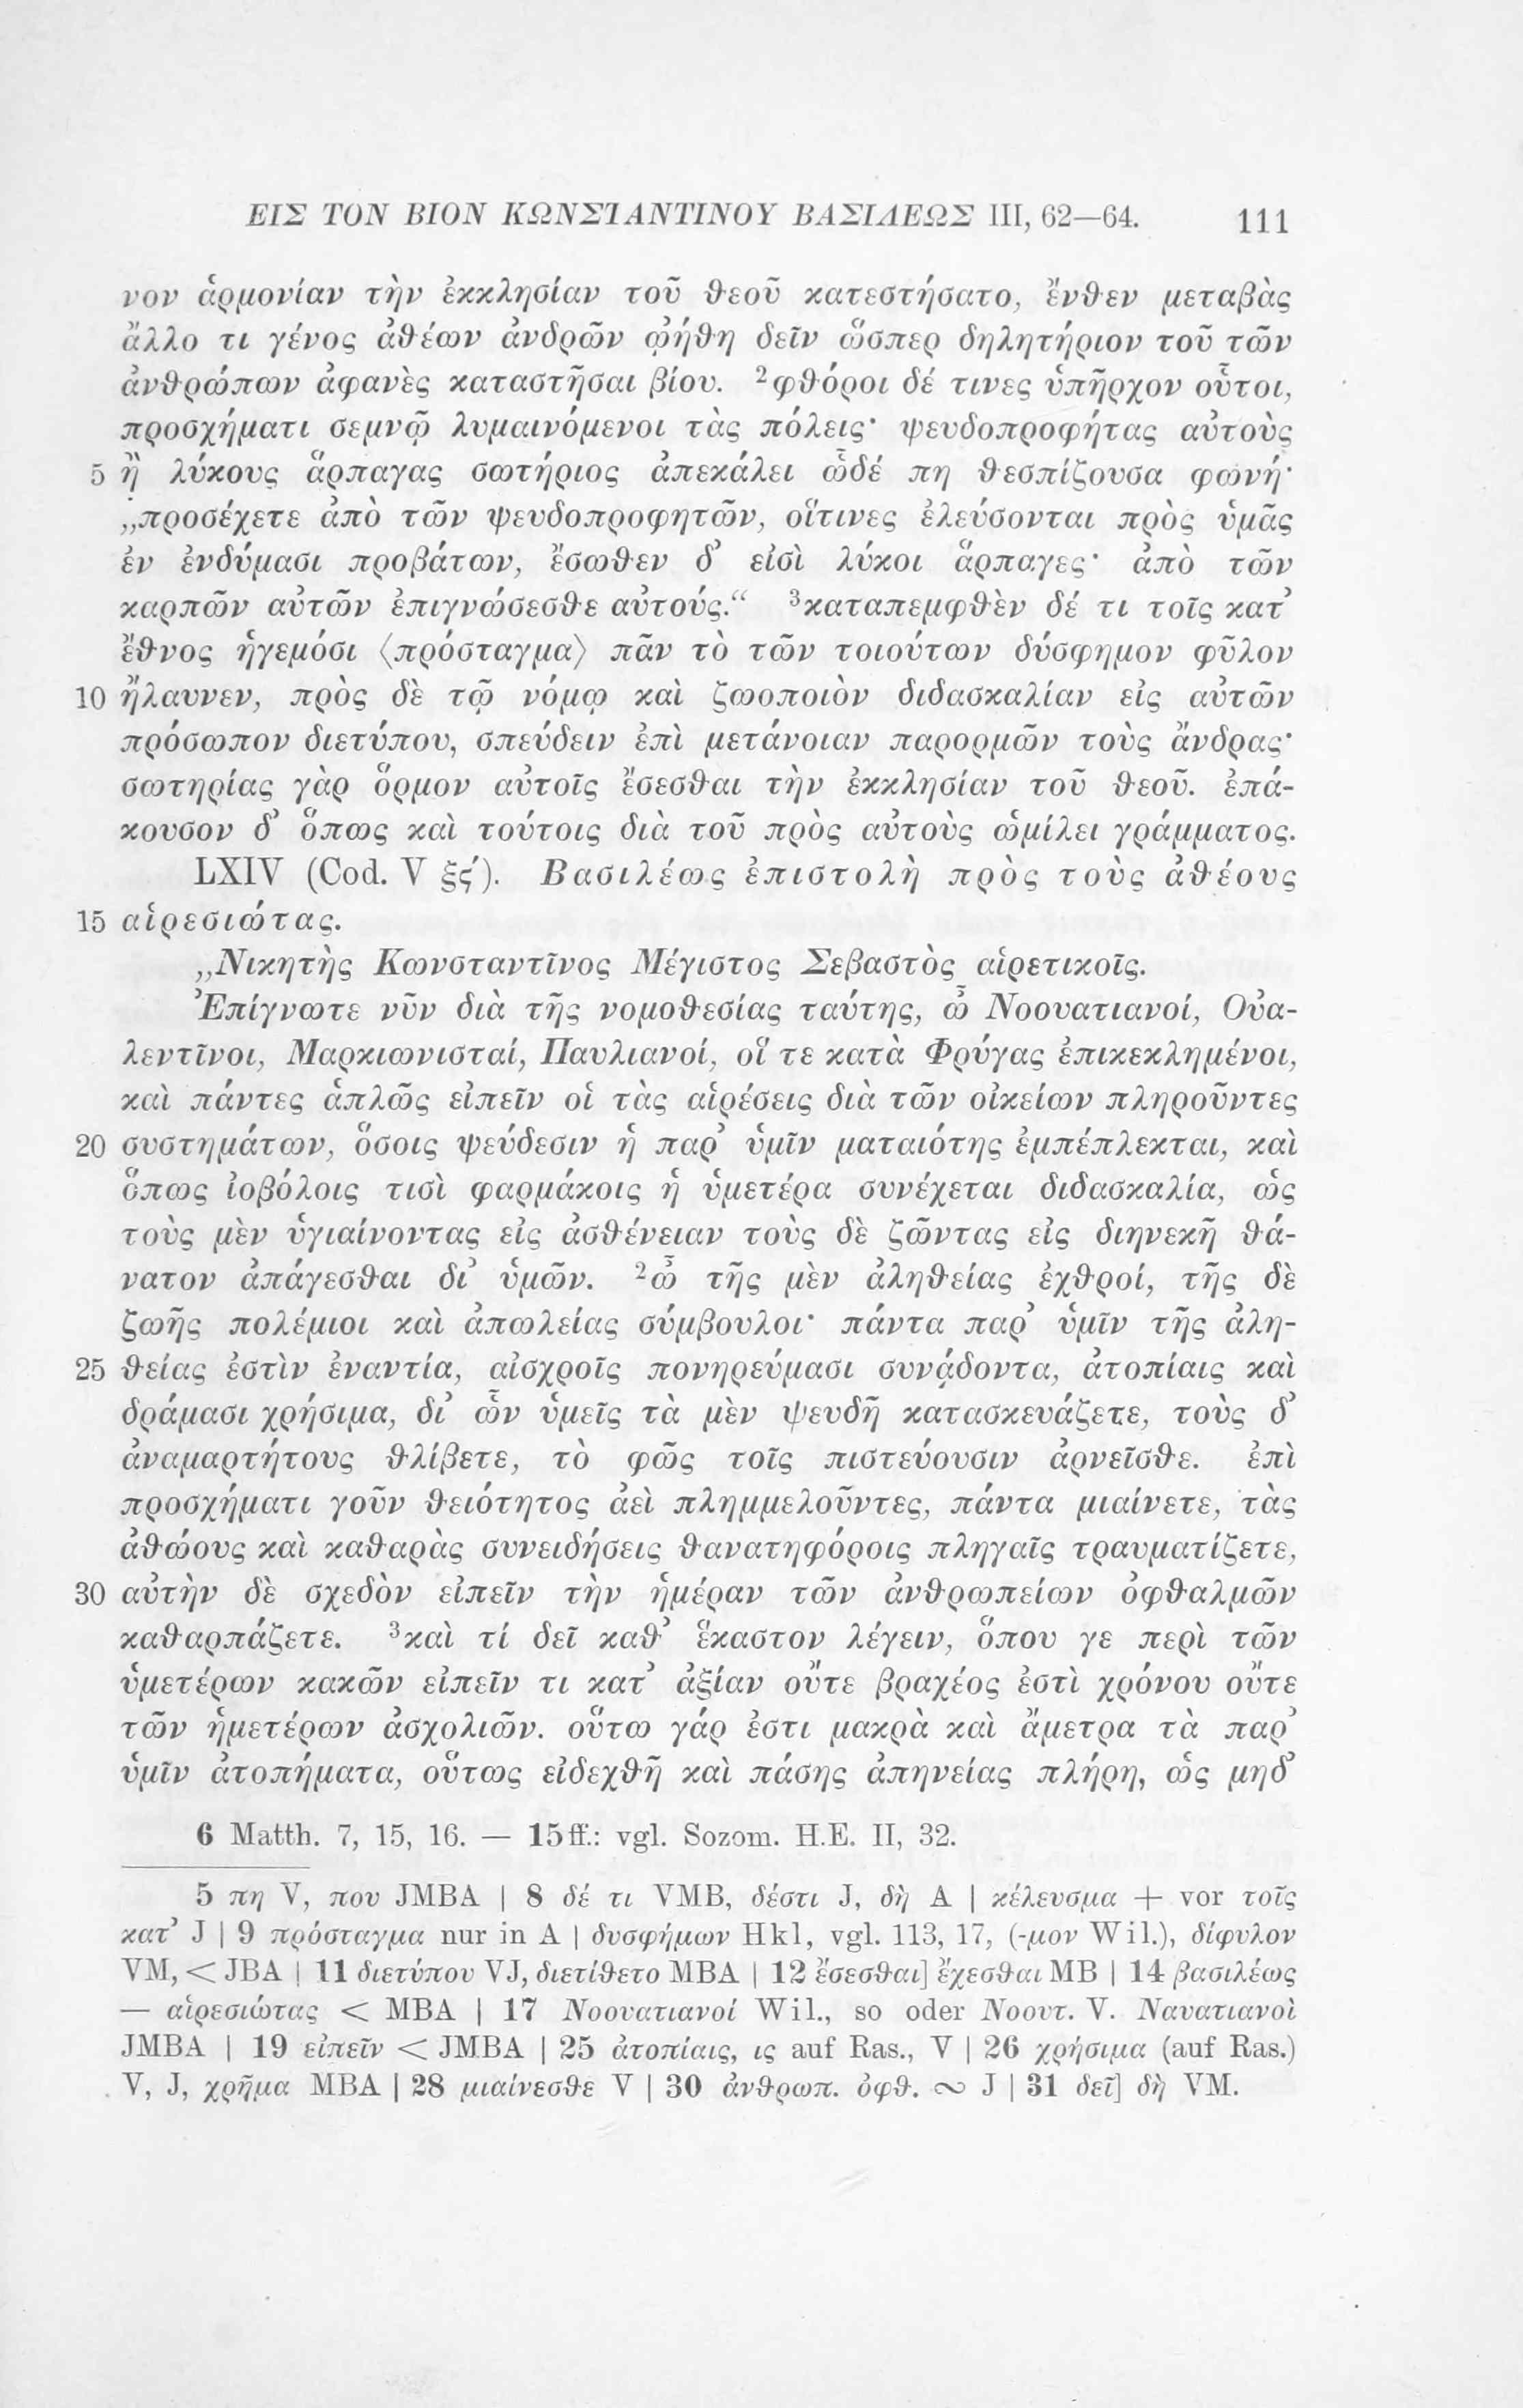 ΕΙΣ ΤΟΝ ΒΙΟΝ ΚΩΝΣΤΑΝΤΙΝΟΥ ΒΑΣΙΛΕΩΣ III, 62—64. 111
νον ἁρμονίαν τὴν ἐκκλησίαν τοῦ θεοῦ κατεστήσατο, ἔνθεν μεταβὰς
ἄλλο τι γένος ἀθέων ἀνδρῶν ᾠήθη δεῖν ὥσπερ δηλητήριον τοῦ τῶν
ἀνθρώπων ἀφανὲς καταστῆσαι βίου. ²φθόροι δέ τινες ὑπῆρχον οὗτοι,
προσχήματι σεμνῷ λυμαινόμενοι τὰς πόλεις· ψευδοπροφήτας αὐτοὺς
5 ἢ λύκους ἅρπαγας σωτήριος ἀπεκάλει ὧδέ πη θεσπίζουσα φωνή·
„προσέχετε ἀπὸ τῶν ψευδοπροφητῶν, οἵτινες ἐλεύσονται πρὸς ὑμᾶς
ἐν ἐνδύμασι προβάτων, ἔσωθεν δ᾽ εἰσὶ λύκοι ἅρπαγες· ἀπὸ τῶν
καρπῶν αὐτῶν ἐπιγνώσεσθε αὐτούς.“ ³καταπεμφθὲν δέ τι τοῖς κατ᾽
ἔθνος ἡγεμόσι ⟨πρόσταγμα⟩ πᾶν τὸ τῶν τοιούτων δύσφημον φῦλον
10 ἤλαυνεν, πρὸς δὲ τῷ νόμῳ καὶ ζωοποιὸν διδασκαλίαν εἰς αὐτῶν
πρόσωπον διετύπου, σπεύδειν ἐπὶ μετάνοιαν παρορμῶν τοὺς ἄνδρας·
σωτηρίας γὰρ ὅρμον αὐτοῖς ἔσεσθαι τὴν ἐκκλησίαν τοῦ θεοῦ. ἐπά-
κουσον δ᾽ ὅπως καὶ τούτοις διὰ τοῦ πρὸς αὐτοὺς ὡμίλει γράμματος.
LXIV (Cod. V ξϛ´). Βασιλέως ἐπιστολὴ πρὸς τοὺς ἀθέους
15 αἱρεσιώτας.
„Νικητὴς Κωνσταντῖνος Μέγιστος Σεβαστὸς αἱρετικοῖς.
Ἐπίγνωτε νῦν διὰ τῆς νομοθεσίας ταύτης, ὦ Νοουατιανοί, Οὐα-
λεντῖνοι, Μαρκιωνισταί, Παυλιανοί, οἵ τε κατὰ Φρύγας ἐπικεκλημένοι,
καὶ πάντες ἁπλῶς εἰπεῖν οἱ τὰς αἱρέσεις διὰ τῶν οἰκείων πληροῦντες
20 συστημάτων, ὅσοις ψεύδεσιν ἡ παρ᾽ ὑμῖν ματαιότης ἐμπέπλεκται, καὶ
ὅπως ἰοβόλοις τισὶ φαρμάκοις ἡ ὑμετέρα συνέχεται διδασκαλία, ὡς
τοὺς μὲν ὑγιαίνοντας εἰς ἀσθένειαν τοὺς δὲ ζῶντας εἰς διηνεκῆ θά-
νατον ἀπάγεσθαι δι᾽ ὑμῶν. ²ὦ τῆς μὲν ἀληθείας ἐχθροί, τῆς δὲ
ζωῆς πολέμιοι καὶ ἀπωλείας σύμβουλοι· πάντα παρ᾽ ὑμῖν τῆς ἀλη-
25 θείας ἐστὶν ἐναντία, αἰσχροῖς πονηρεύμασι συνᾴδοντα, ἀτοπίαις καὶ
δράμασι χρήσιμα, δι᾽ ὧν ὑμεῖς τὰ μὲν ψευδῆ κατασκευάζετε, τοὺς δ᾽
ἀναμαρτήτους θλίβετε, τὸ φῶς τοῖς πιστεύουσιν ἀρνεῖσθε. ἐπὶ
προσχήματι γοῦν θειότητος ἀεὶ πλημμελοῦντες, πάντα μιαίνετε, τὰς
ἀθῴους καὶ καθαρὰς συνειδήσεις θανατηφόροις πληγαῖς τραυματίζετε,
30 αὐτὴν δὲ σχεδὸν εἰπεῖν τὴν ἡμέραν τῶν ἀνθρωπείων ὀφθαλμῶν
καθαρπάζετε. ³καὶ τί δεῖ καθ᾽ ἕκαστον λέγειν, ὅπου γε περὶ τῶν
ὑμετέρων κακῶν εἰπεῖν τι κατ᾽ ἀξίαν οὔτε βραχέος ἐστὶ χρόνου οὔτε
τῶν ἡμετέρων ἀσχολιῶν. οὕτω γάρ ἐστι μακρὰ καὶ ἄμετρα τὰ παρ᾽
ὑμῖν ἀτοπήματα, οὕτως εἰδεχθῆ καὶ πάσης ἀπηνείας πλήρη, ὡς μηδ᾽
6 Matth. 7, 15, 16. — 15ff.: vgl. Sozom. H.E. II, 32.
5 πη V, που JMBA | 8 δέ τι VMB, δέστι J, δὴ A | κέλευσμα + vor τοῖς
κατ᾽ J | 9 πρόσταγμα nur in A | δυσφήμων Hkl, vgl. 113, 17, (-μον Wil.), δίφυλον
VM, < JBA | 11 διετύπου VJ, διετίθετο MBA | 12 ἔσεσθαι] ἔχεσθαι MB | 14 βασιλέως
— αἱρεσιώτας < MBA | 17 Νοουατιανοί Wil., so oder Νοουτ. V. Ναυατιανοὶ
JMBA | 19 εἰπεῖν < JMBA | 25 ἀτοπίαις, ις auf Ras., V | 26 χρήσιμα (auf Ras.)
V, J, χρῆμα MBA | 28 μιαίνεσθε V | 30 ἀνθρωπ. ὀφθ. ∾ J | 31 δεῖ] δὴ VM.